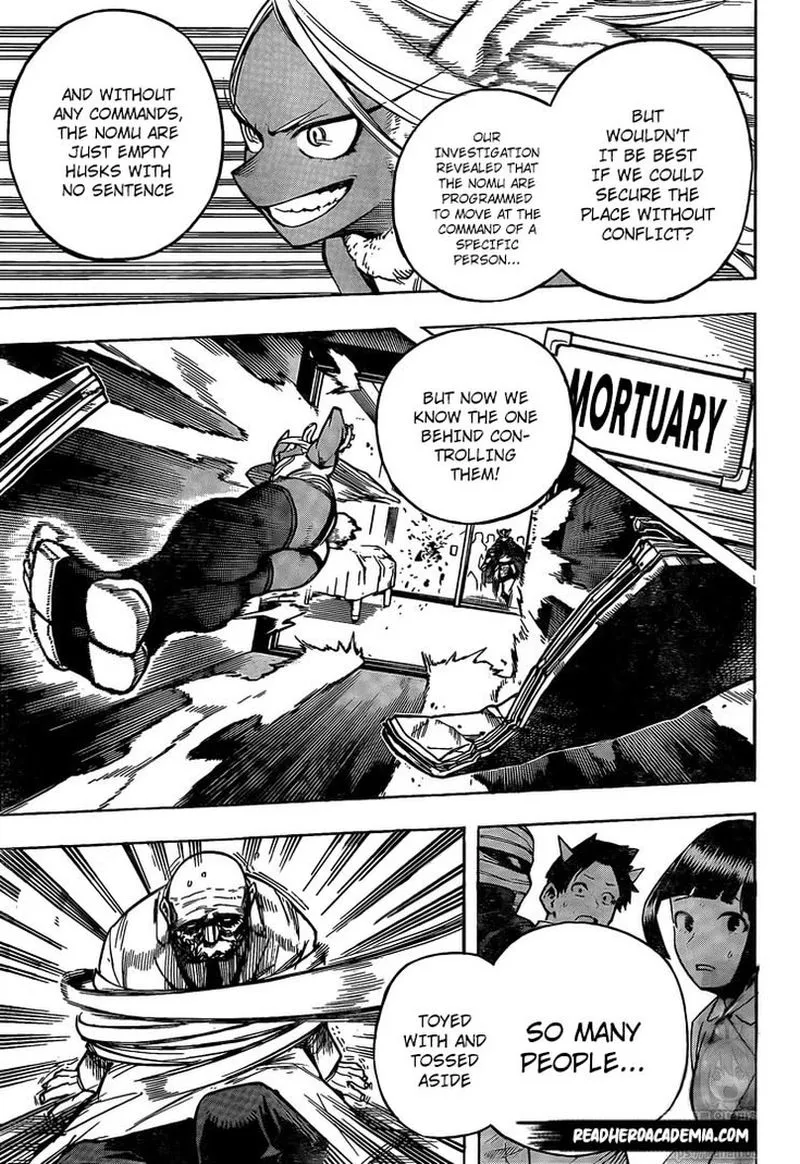 BUT
WOULDN'T
IT BE BEST
IF WE COULD
SECURE THE
PLACE WITHOUT
CONFLICT?
OUR
INVESTIGATION
REVEALED THAT
THE NOMU ARE
PROGRAMMED
TO MOVE AT THE
COMMAND OF A
SPECIFIC
PERSON...
AND WITHOUT
ANY COMMANDS,
THE NOMU ARE
JUST EMPTY
HUSKS WITH
NO SENTENCE
MORTUARY
BUT NOW WE
KNOW THE ONE
BEHIND CON-
TROLLING
THEM!
SO MANY
PEOPLE...
TOYED
WITH AND
TOSSED
ASIDE
READHEROACADEMIA.COM